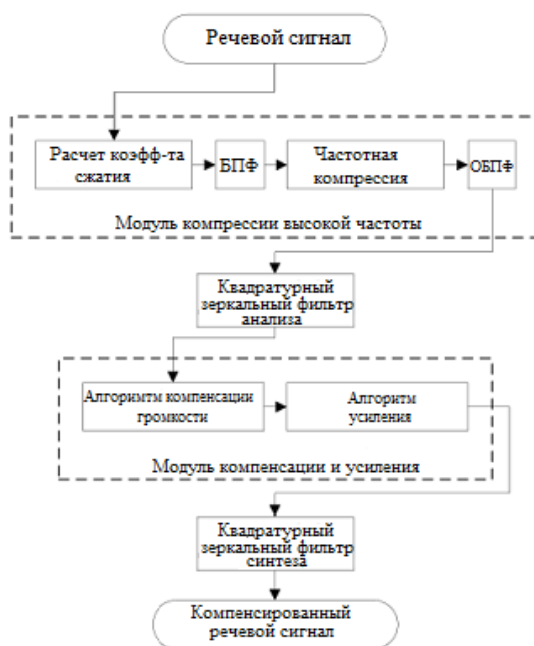 Речевой сигнал
Расчет коэфф-та
сжатия
БПФ
Частотная
компрессия
ОБПФ
Модуль компрессии высокой частоты
Квадратурный
зеркальный фильтр
анализа
Алгоримтм компенсации
громкости
Алгоритм
усиления
Модуль компенсации и усиления
Квадратурный
зеркальный фильтр
синтеза
Компенсированный
речевой сигнал